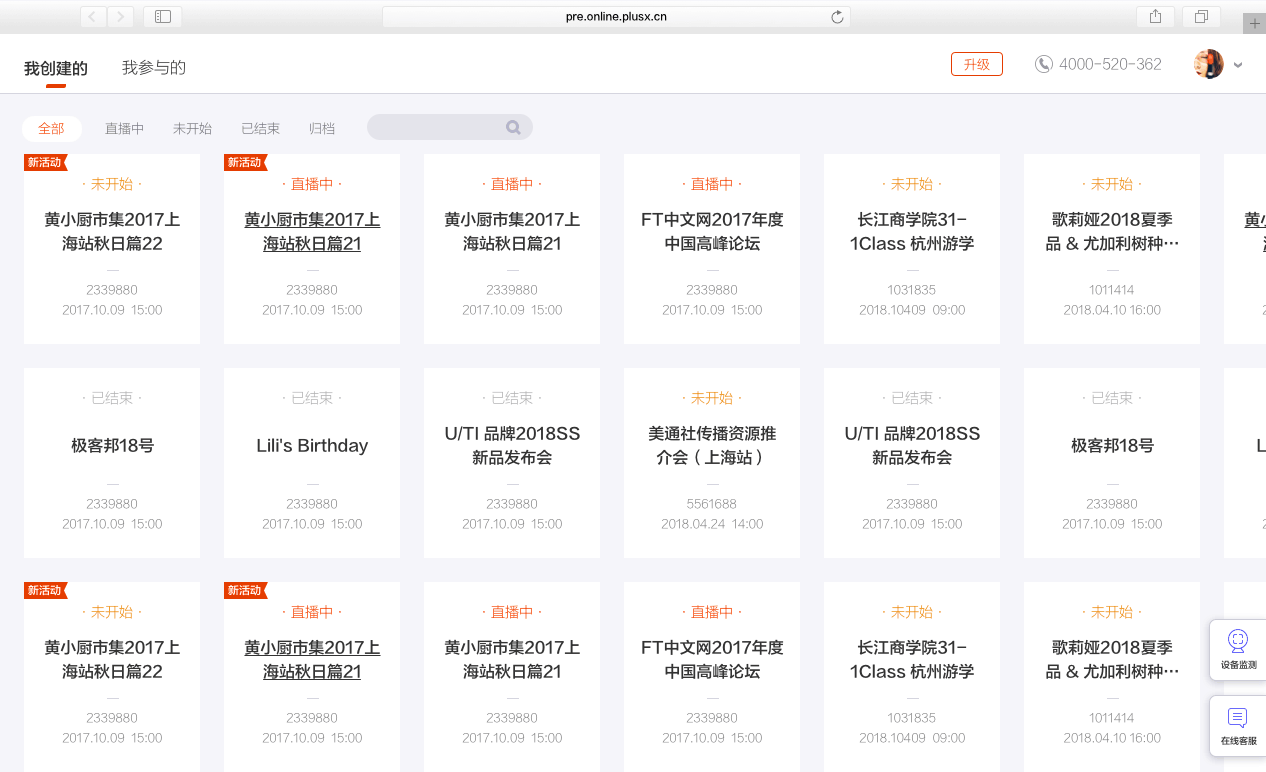 pre.online.plusx.cn
我创建的
我参与的
升级
4000-520-362
全部
直播中
未开始
已结束
归档
新活动
· 未开始 ·
黄小厨市集2017上
海站秋日篇22
2339880
2017.10.09 15:00
新活动
· 直播中 ·
黄小厨市集2017上
海站秋日篇21
2339880
2017.10.09 15:00
· 直播中 ·
黄小厨市集2017上
海站秋日篇21
2339880
2017.10.09 15:00
· 直播中 ·
FT中文网2017年度
中国高峰论坛
2339880
2017.10.09 15:00
· 未开始 ·
长江商学院31-
1Class 杭州游学
1031835
2018.10409 09:00
· 未开始 ·
歌莉娅2018夏季
品 & 尤加利树种…
1011414
2018.04.10 16:00
· 已结束 ·
极客邦18号
2339880
2017.10.09 15:00
· 已结束 ·
Lili's Birthday
2339880
2017.10.09 15:00
· 已结束 ·
U/TI 品牌2018SS
新品发布会
2339880
2017.10.09 15:00
· 未开始 ·
美通社传播资源推
介会（上海站）
5561688
2018.04.24 14:00
· 已结束 ·
U/TI 品牌2018SS
新品发布会
2339880
2017.10.09 15:00
· 已结束 ·
极客邦18号
2339880
2017.10.09 15:00
新活动
· 未开始 ·
黄小厨市集2017上
海站秋日篇22
2339880
2017.10.09 15:00
新活动
· 直播中 ·
黄小厨市集2017上
海站秋日篇21
2339880
2017.10.09 15:00
· 直播中 ·
黄小厨市集2017上
海站秋日篇21
2339880
2017.10.09 15:00
· 直播中 ·
FT中文网2017年度
中国高峰论坛
2339880
2017.10.09 15:00
· 未开始 ·
长江商学院31-
1Class 杭州游学
1031835
2018.10409 09:00
· 未开始 ·
歌莉娅2018夏季
品 & 尤加利树种…
1011414
2018.04.10 16:00
设备监测
在线客服